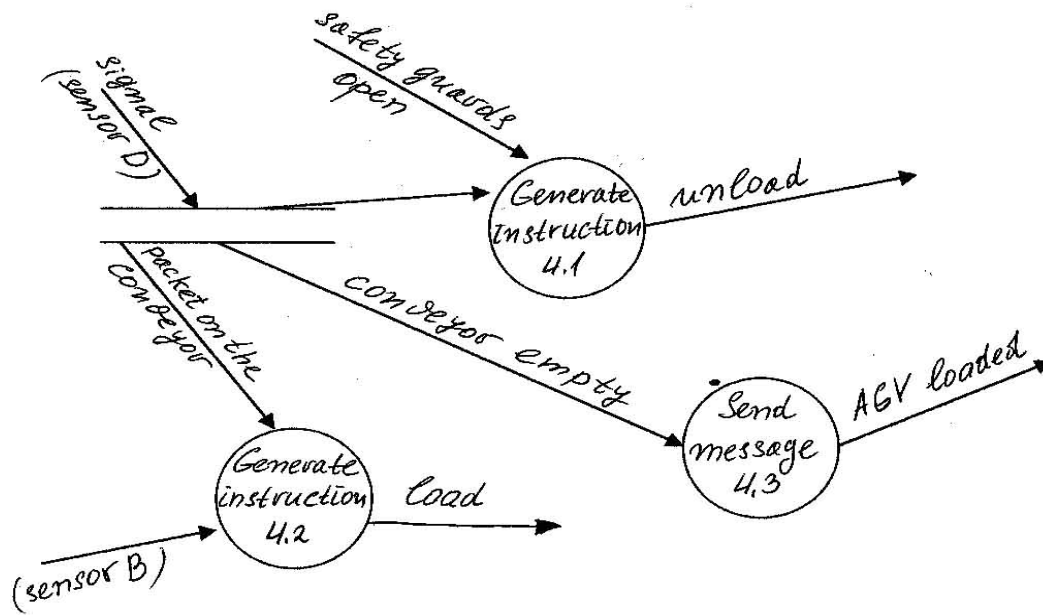 signal
(sensor D)
safety guards
open
Generate
Instruction
4.1
unload
packet on the
conveyor
conveyor empty
Send
message
4.3
AGV loaded
Generate
instruction
4.2
load
(sensor B)